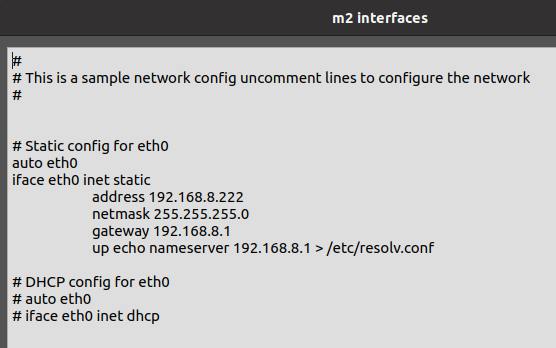 m2 interfaces
#
# This is a sample network config uncomment lines to configure the network
#
# Static config for eth0
auto eth0
iface eth0 inet static
address 192.168.8.222
netmask 255.255.255.0
gateway 192.168.8.1
up echo nameserver 192.168.8.1 > /etc/resolv.conf
# DHCP config for eth0
# auto eth0
# iface eth0 inet dhcp